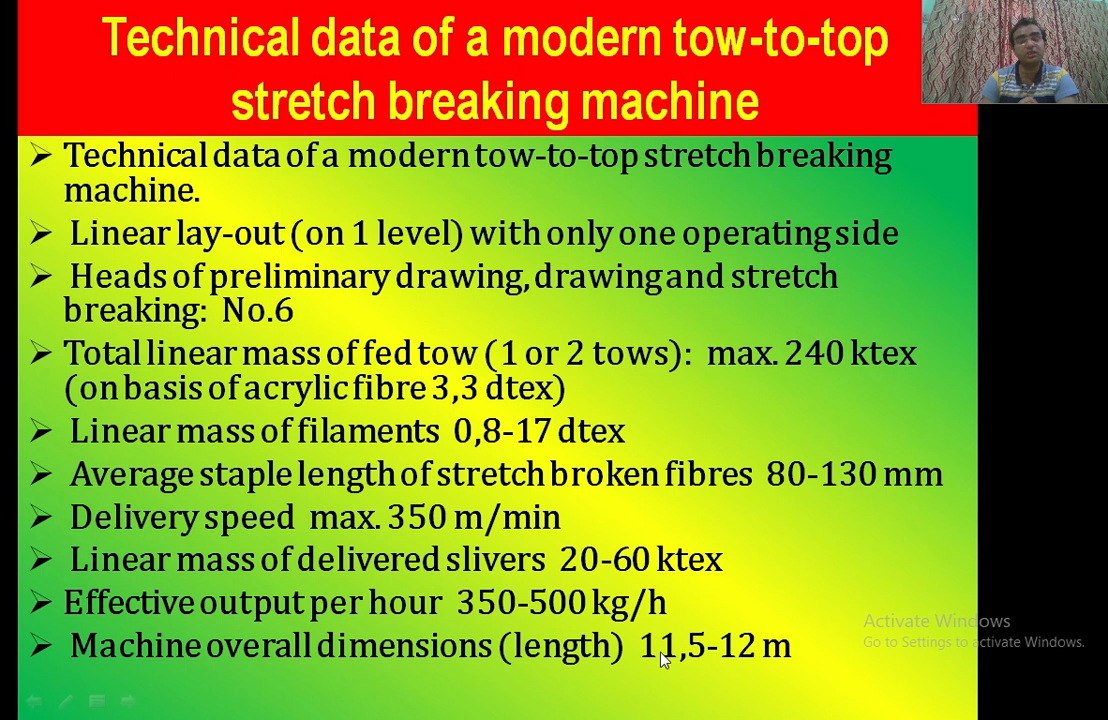 Technical data of a modern tow-to-top
stretch breaking machine
➢ Technical data of a modern tow-to-top stretch breaking
machine.
➢ Linear lay-out (on 1 level) with only one operating side
➢ Heads of preliminary drawing, drawing and stretch
breaking: No.6
➢ Total linear mass of fed tow (1 or 2 tows): max. 240 ktex
(on basis of acrylic fibre 3,3 dtex)
➢ Linear mass of filaments 0,8-17 dtex
➢ Average staple length of stretch broken fibres 80-130 mm
➢ Delivery speed max. 350 m/min
➢ Linear mass of delivered slivers 20-60 ktex
➢ Effective output per hour 350-500 kg/h
➢ Machine overall dimensions (length) 11,5-12 m
Activate Windows
Go to Settings to activate Windows.